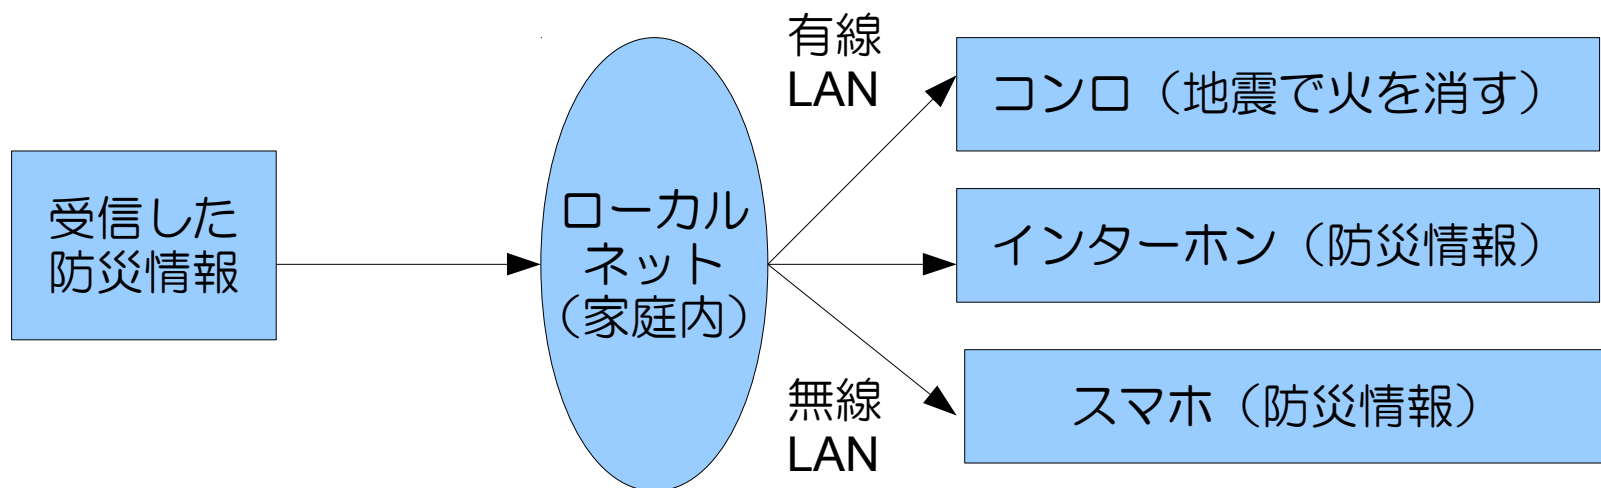 受信した
防災情報
ローカル
ネット
（家庭内）
有線
LAN
無線
LAN
コンロ（地震で火を消す）
インターホン（防災情報）
スマホ（防災情報）